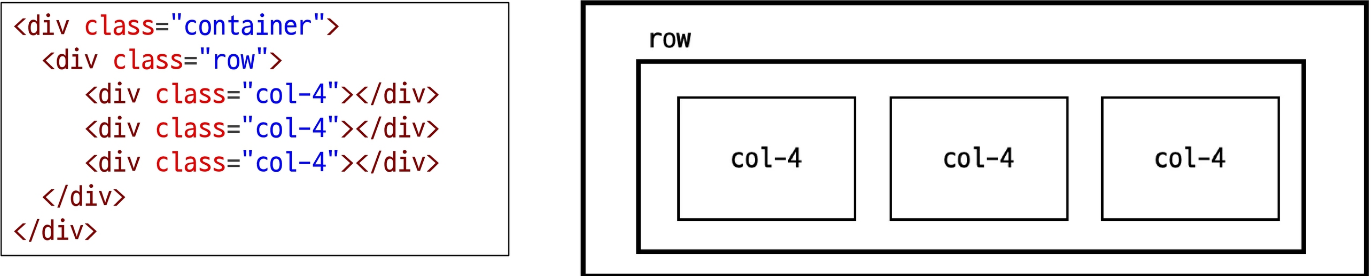 <div class="container">
  <div class="row">
     <div class="col-4"></div>
     <div class="col-4"></div>
     <div class="col-4"></div>
  </div>
</div>
row
col-4 col-4 col-4